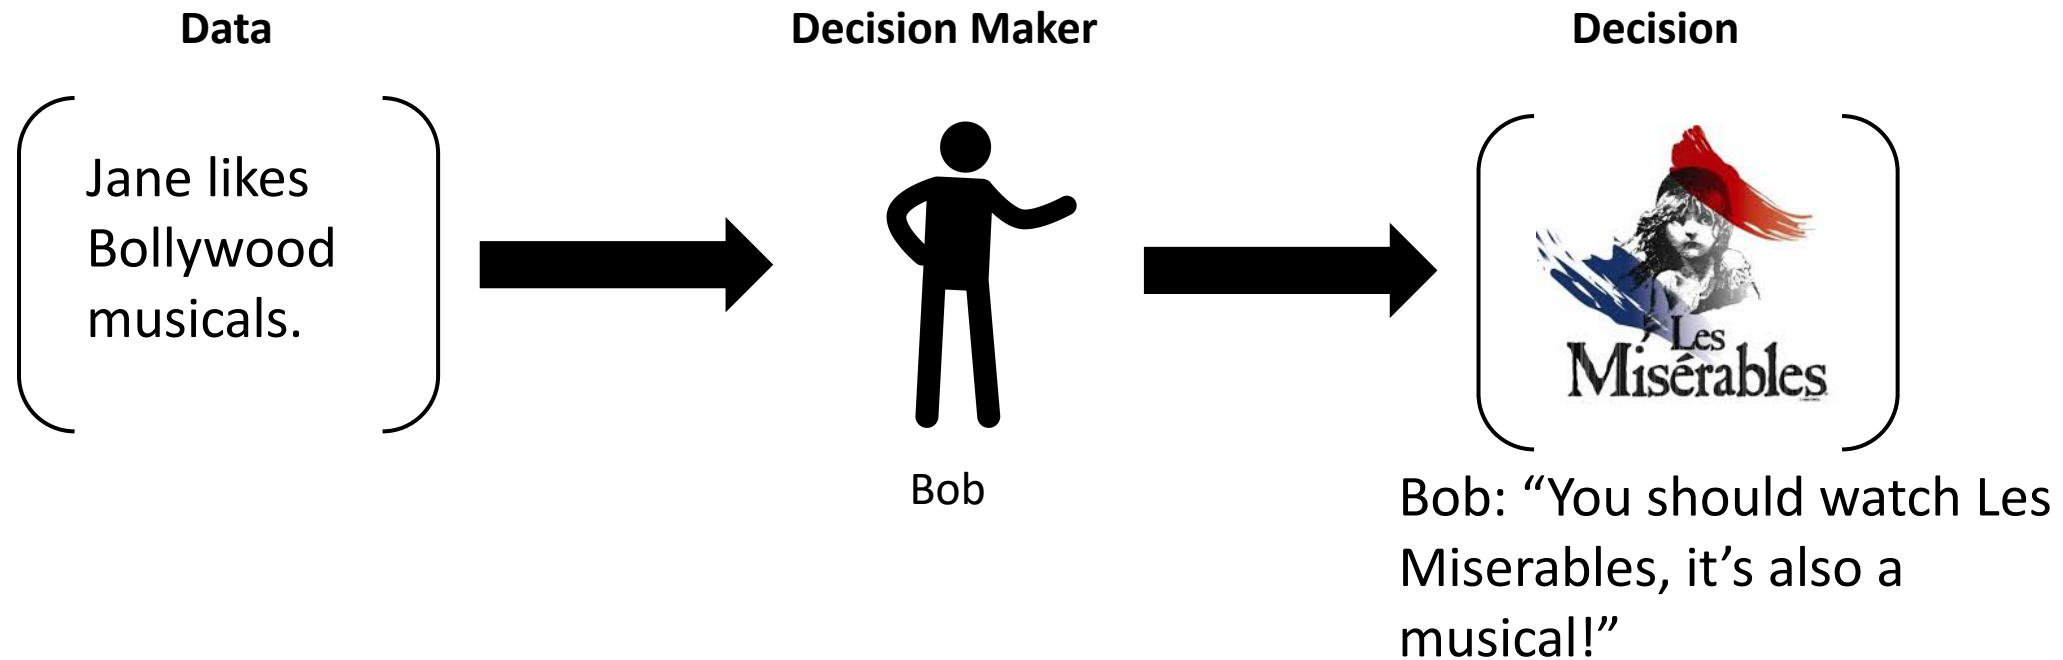 Data
Decision Maker
Decision
Jane likes
Bollywood
musicals.
Les
Misérables
Bob
Bob: “You should watch Les
Miserables, it’s also a
musical!”